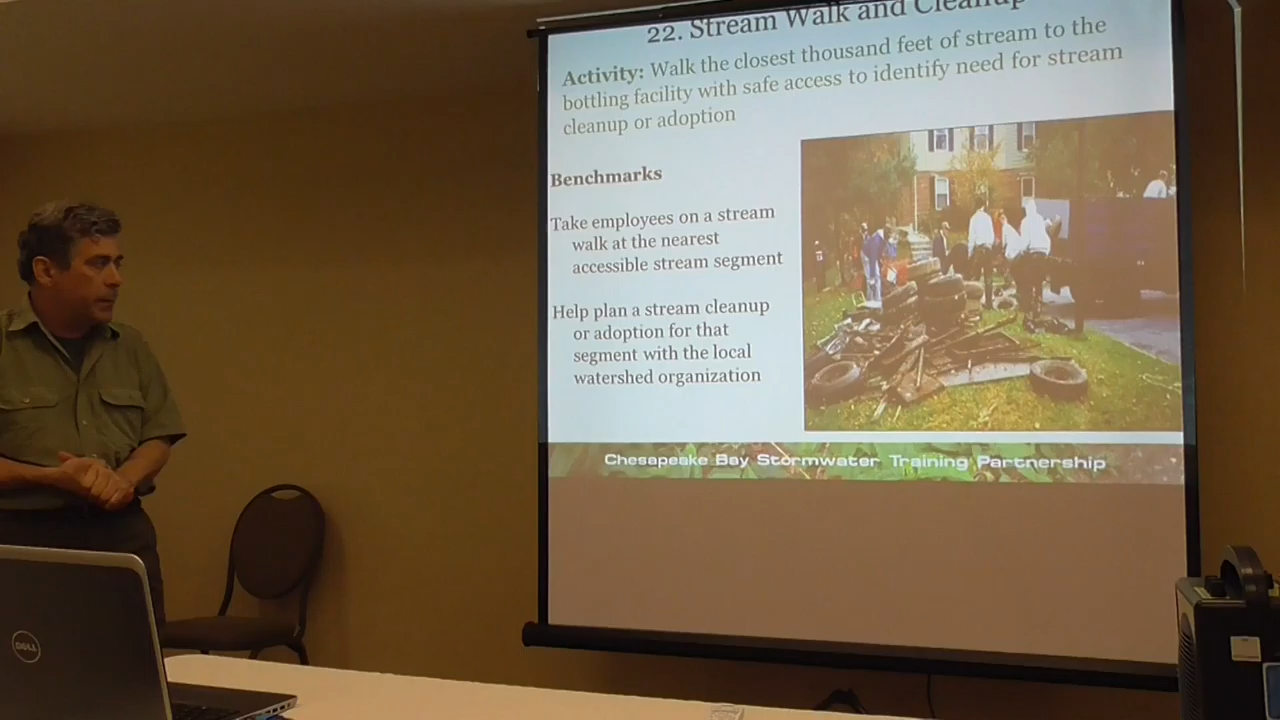 22. Stream Walk and Cleanup
Activity: Walk the closest thousand feet of stream to the
bottling facility with safe access to identify need for stream
cleanup or adoption
Benchmarks
Take employees on a stream
walk at the nearest
accessible stream segment
Help plan a stream cleanup
or adoption for that
segment with the local
watershed organization
Chesapeake Bay Stormwater Training Partnership
DELL